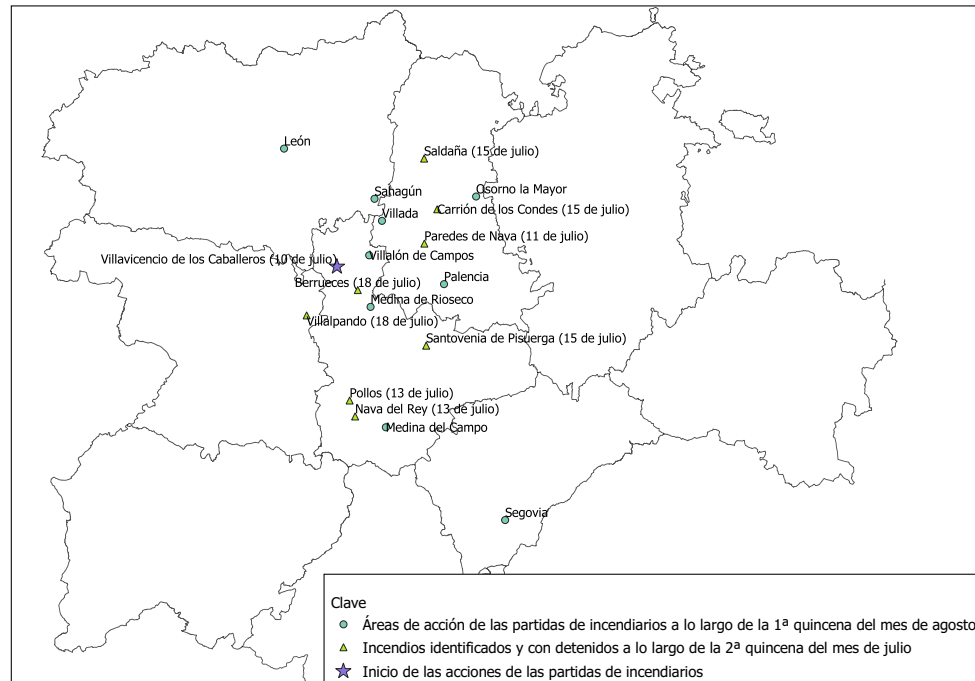 León
Saldaña (15 de julio)
Sahagún
Osorno la Mayor
Villada
Carrión de los Condes (15 de julio)
Paredes de Nava (11 de julio)
Villavicencio de los Caballeros (10 de julio)
Villalón de Campos
Berrueces (18 de julio)
Palencia
Medina de Rioseco
Villalpando (18 de julio)
Santovenia de Pisuerga (15 de julio)
Pollos (13 de julio)
Nava del Rey (13 de julio)
Medina del Campo
Segovia
Clave
Áreas de acción de las partidas de incendiarios a lo largo de la 1ª quincena del mes de agosto
Incendios identificados y con detenidos a lo largo de la 2ª quincena del mes de julio
Inicio de las acciones de las partidas de incendiarios